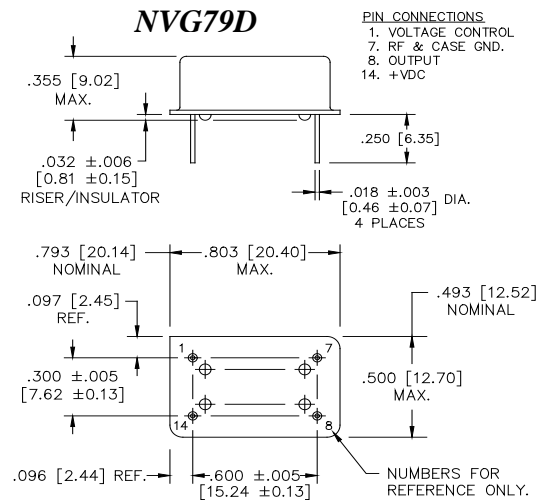 NVG79D
PIN CONNECTIONS
1. VOLTAGE CONTROL
7. RF & CASE GND.
8. OUTPUT
14. +VDC
.355 [9.02]
MAX.
.250 [6.35]
.032 ±.006
[0.81 ±0.15]
RISER/INSULATOR
.018 ±.003
[0.46 ±0.07]
DIA.
4 PLACES
.793 [20.14]
NOMINAL
.803 [20.40]
MAX.
.097 [2.45]
REF.
.493 [12.52]
NOMINAL
1
7
.300 ±.005
[7.62 ±0.13]
.500 [12.70]
MAX.
14
8
.096 [2.44] REF.
.600 ±.005
[15.24 ±0.13]
NUMBERS FOR
REFERENCE ONLY.